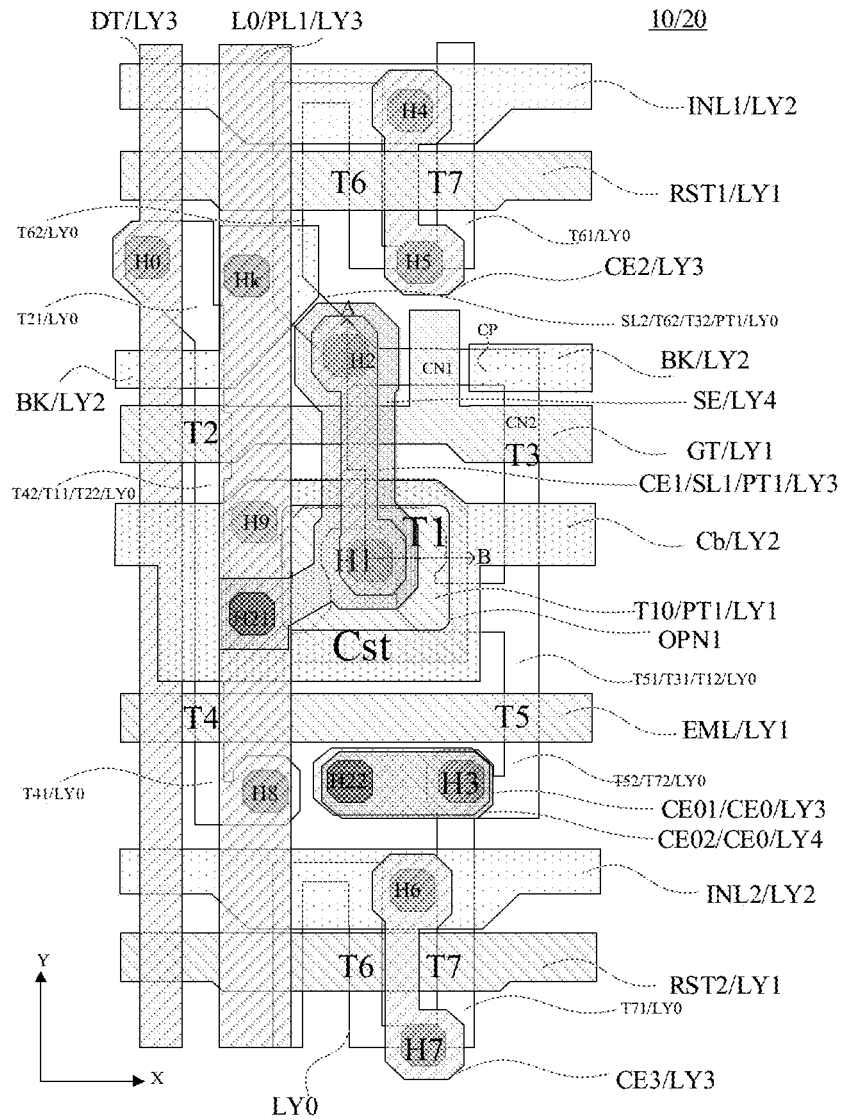 DT/LY3 L0/PL1/LY3 10/20
H4
INL1/LY2
T6 T7
RST1/LY1
T62/LY0
T61/LY0
H0 Hk H5
CE2/LY3
T21/LY0
A
SL2/T62/T32/PT1/LY0
CP
H2 CN1
BK/LY2
BK/LY2
SE/LY4
T2 CN2
T3
GT/LY1
T42/T11/T22/LY0
CE1/SL1/PT1/LY3
H9 T1
Cb/LY2
H1 B
T10/PT1/LY1
OPN1
Cst
T51/T31/T12/LY0
T4 T5
EML/LY1
T41/LY0
H8 H22 H3
T52/T72/LY0
CE01/CE0/LY3
CE02/CE0/LY4
H6
INL2/LY2
T6 T7
Y
RST2/LY1
T71/LY0
H7
X
CE3/LY3
LY0